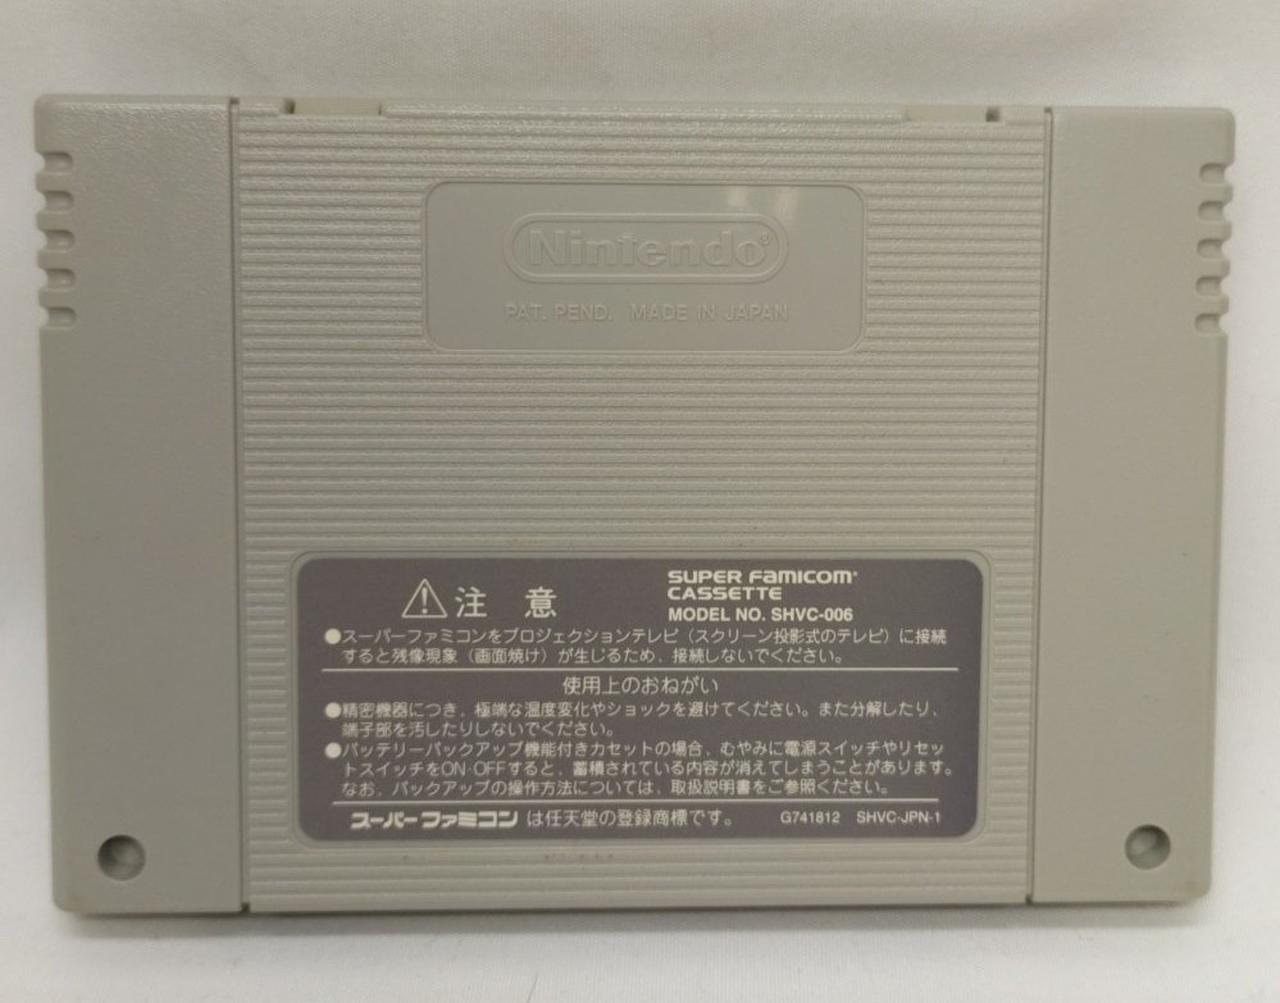 Nintendo®
PAT. PEND. MADE IN JAPAN
⚠注 意
SUPER FAMICOM®
CASSETTE
MODEL NO. SHVC-006
●スーパーファミコンをプロジェクションテレビ（スクリーン投影式のテレビ）に接続
すると残像現象（画面焼け）が生じるため、接続しないでください。
使用上のおねがい
●精密機器につき、極端な温度変化やショックを避けてください。また分解したり、
端子部を汚したりしないでください。
●バッテリーバックアップ機能付きカセットの場合、むやみに電源スイッチやリセッ
トスイッチをON・OFFすると、蓄積されている内容が消えてしまうことがあります。
なお、バックアップの操作方法については、取扱説明書をご参照ください。
スーパーファミコン は任天堂の登録商標です。 G741812 SHVC-JPN-1